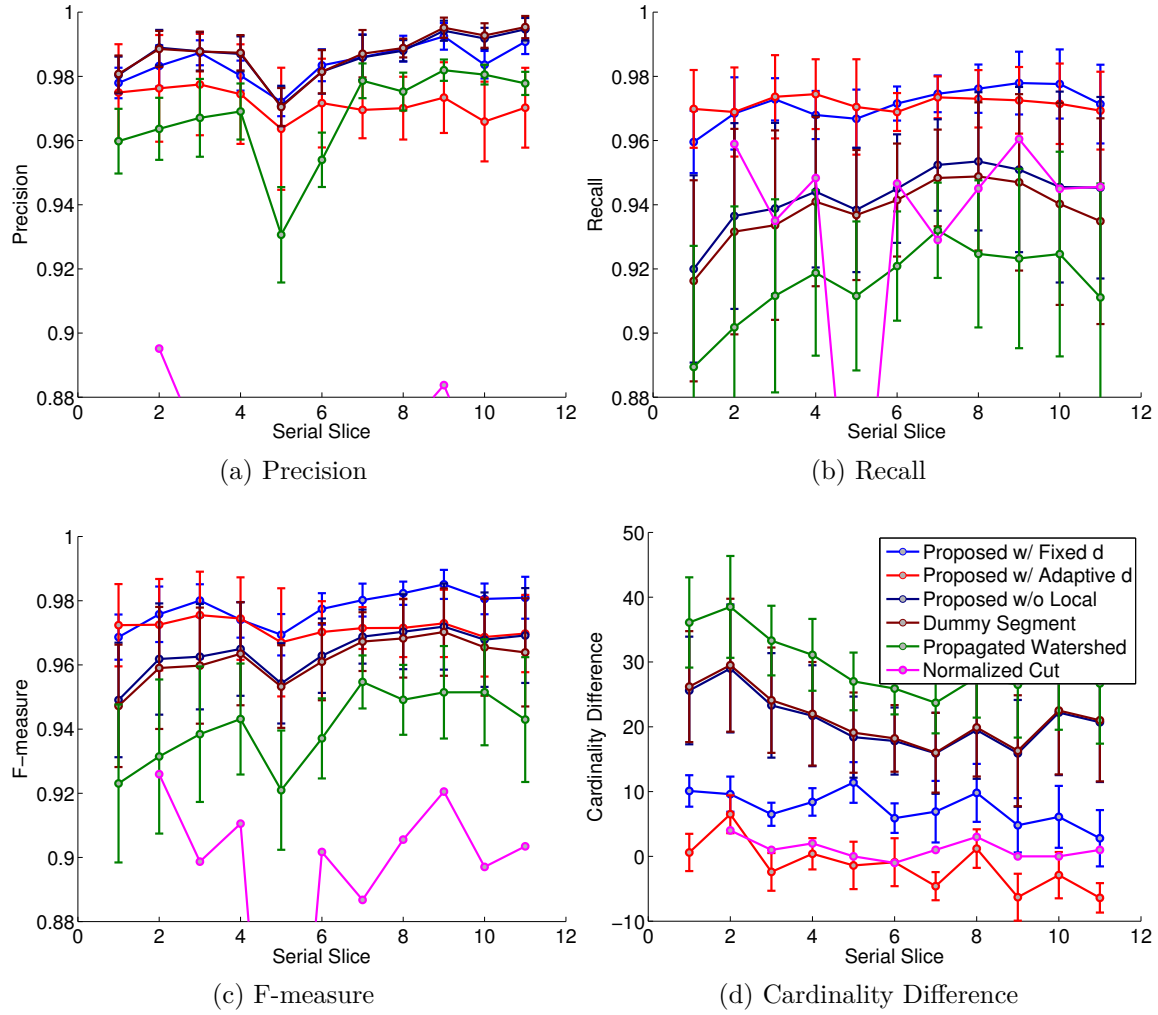 1
0.98
0.96
0.94
0.92
0.9
0.88
0 2 4 6 8 10 12
Precision
Serial Slice
(a) Precision
1
0.98
0.96
0.94
0.92
0.9
0.88
0 2 4 6 8 10 12
Recall
Serial Slice
(b) Recall
1
0.98
0.96
0.94
0.92
0.9
0.88
0 2 4 6 8 10 12
F-measure
Serial Slice
(c) F-measure
50
40
30
20
10
0
−10
0 2 4 6 8 10 12
Cardinality Difference
Serial Slice
Proposed w/ Fixed d
Proposed w/ Adaptive d
Proposed w/o Local
Dummy Segment
Propagated Watershed
Normalized Cut
(d) Cardinality Difference